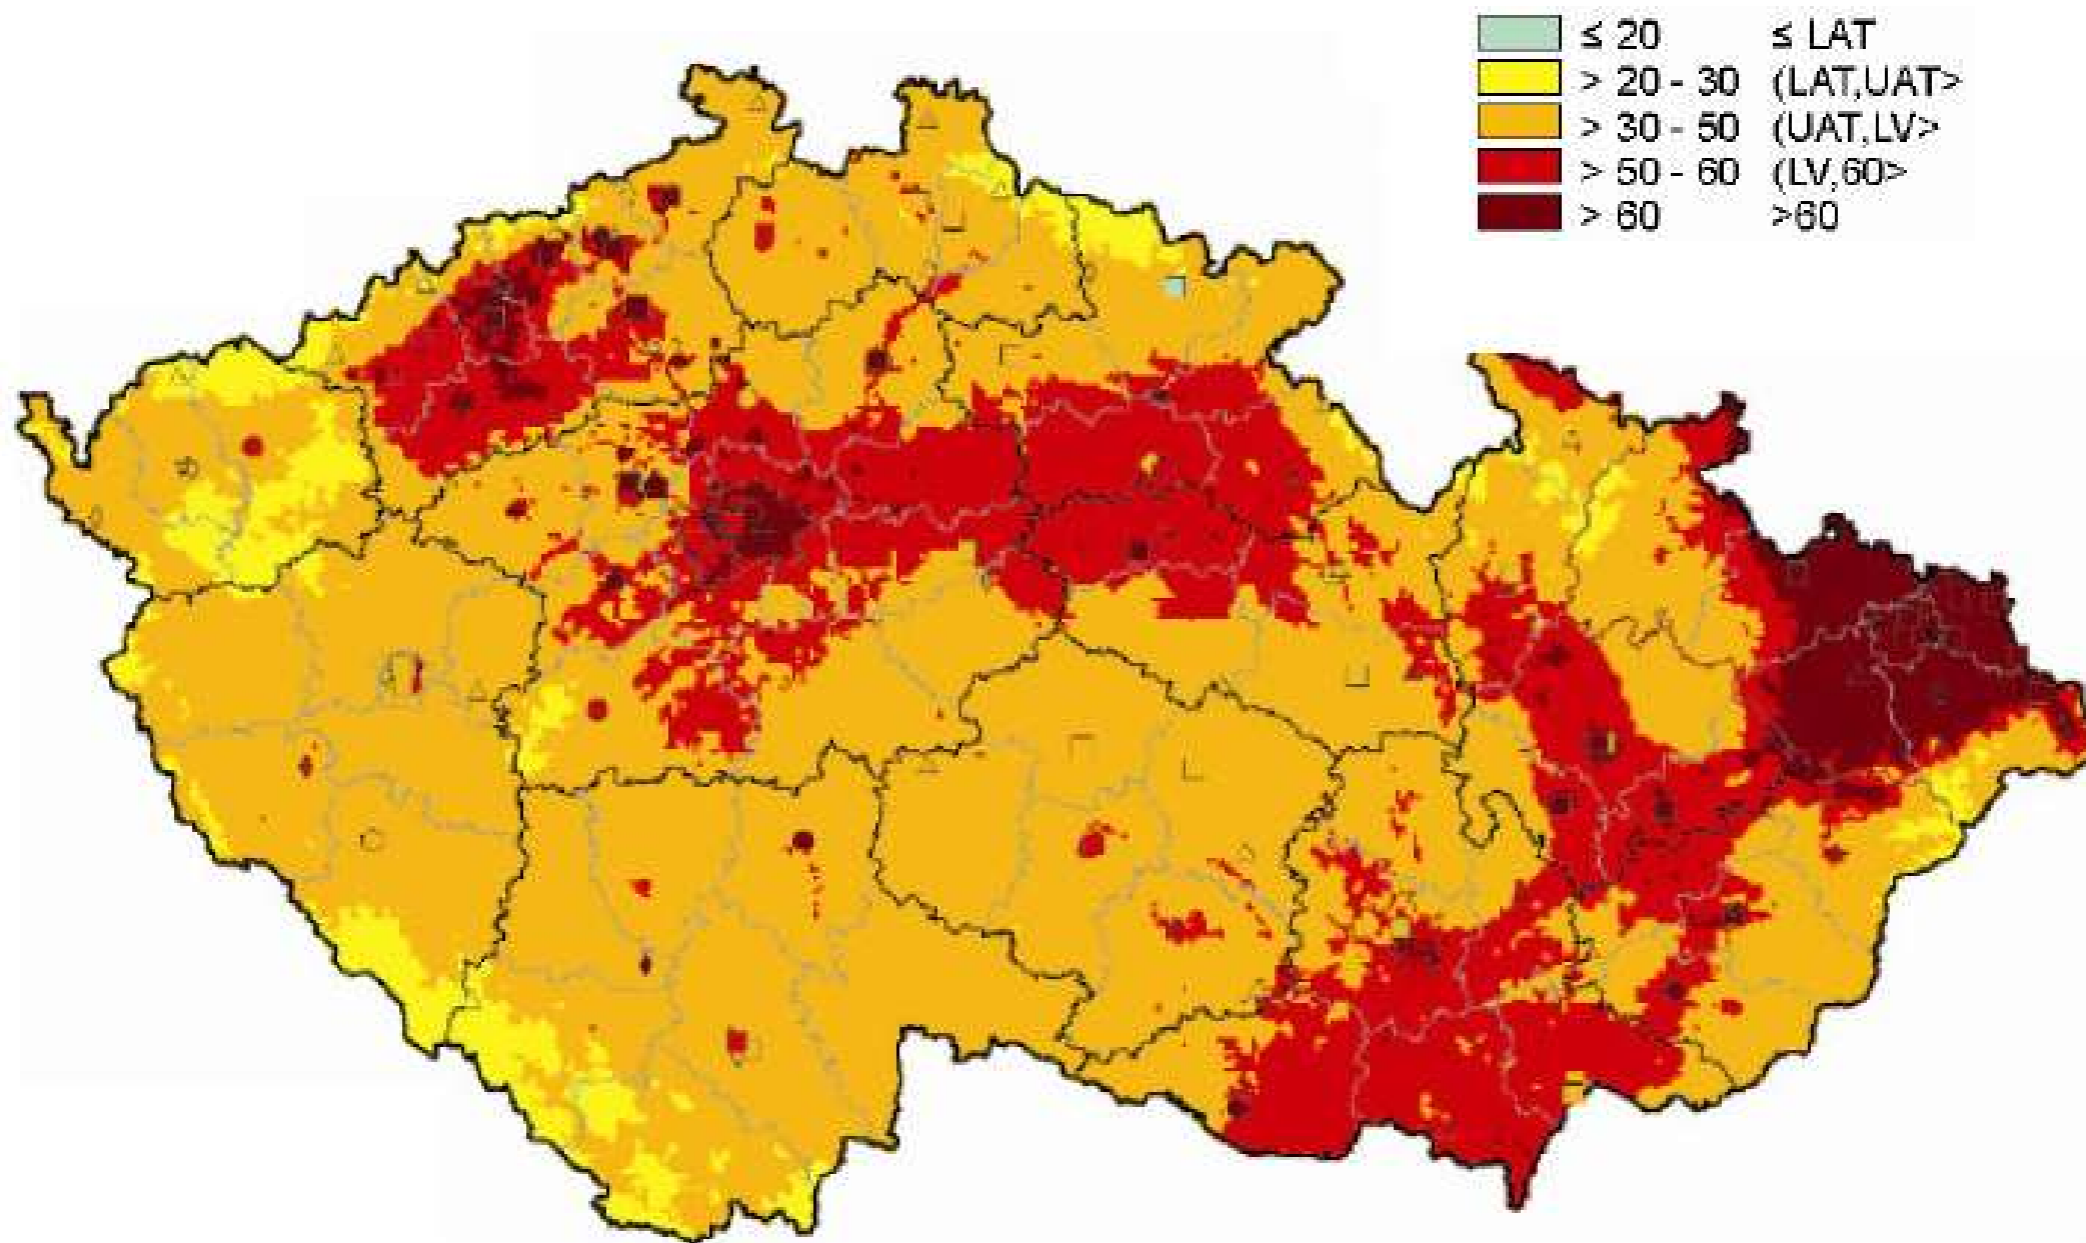 ≤ 20 ≤ LAT
> 20 - 30 (LAT,UAT>
> 30 - 50 (UAT,LV>
> 50 - 60 (LV,60>
> 60 >60